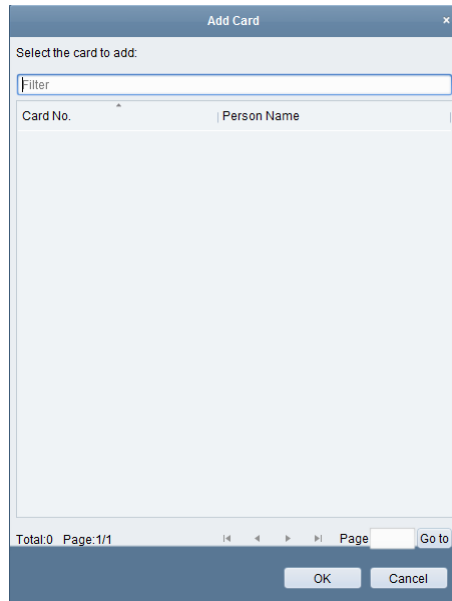 Add Card ×
Select the card to add:
Filter
Card No. Person Name
Total:0 Page:1/1 Page Go to
OK Cancel